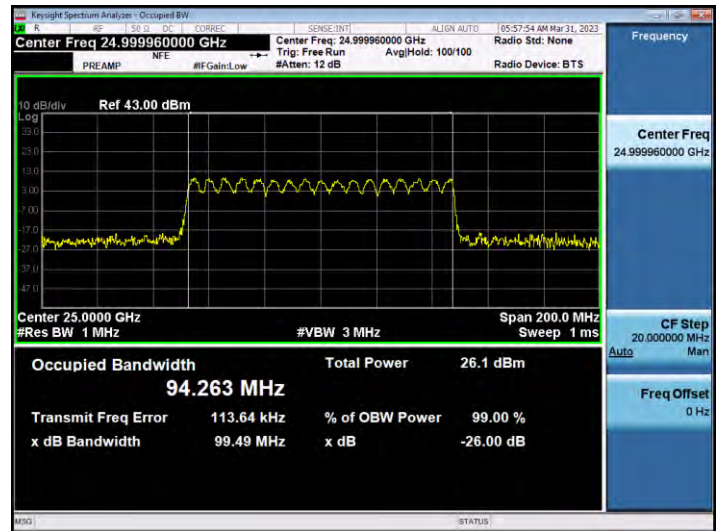 Keysight Spectrum Analyzer - Occupied BW
R RF 50 Ω DC CORREC SENSE:INT ALIGN AUTO 05:57:54 AM Mar 31, 2023
Center Freq 24.999960000 GHz
Center Freq: 24.999960000 GHz Radio Std: None
NFE Trig: Free Run Avg|Hold: 100/100
PREAMP #IFGain:Low #Atten: 12 dB Radio Device: BTS
Frequency
10 dB/div Ref 43.00 dBm
Log
33.0
23.0
13.0
3.00
-7.00
-17.0
-27.0
-37.0
-47.0
Center 25.0000 GHz Span 200.0 MHz
#Res BW 1 MHz #VBW 3 MHz Sweep 1 ms
Occupied Bandwidth Total Power 26.1 dBm
94.263 MHz
Transmit Freq Error 113.64 kHz % of OBW Power 99.00 %
x dB Bandwidth 99.49 MHz x dB -26.00 dB
Center Freq
24.999960000 GHz
CF Step
20.000000 MHz
Auto Man
Freq Offset
0 Hz
MSG STATUS